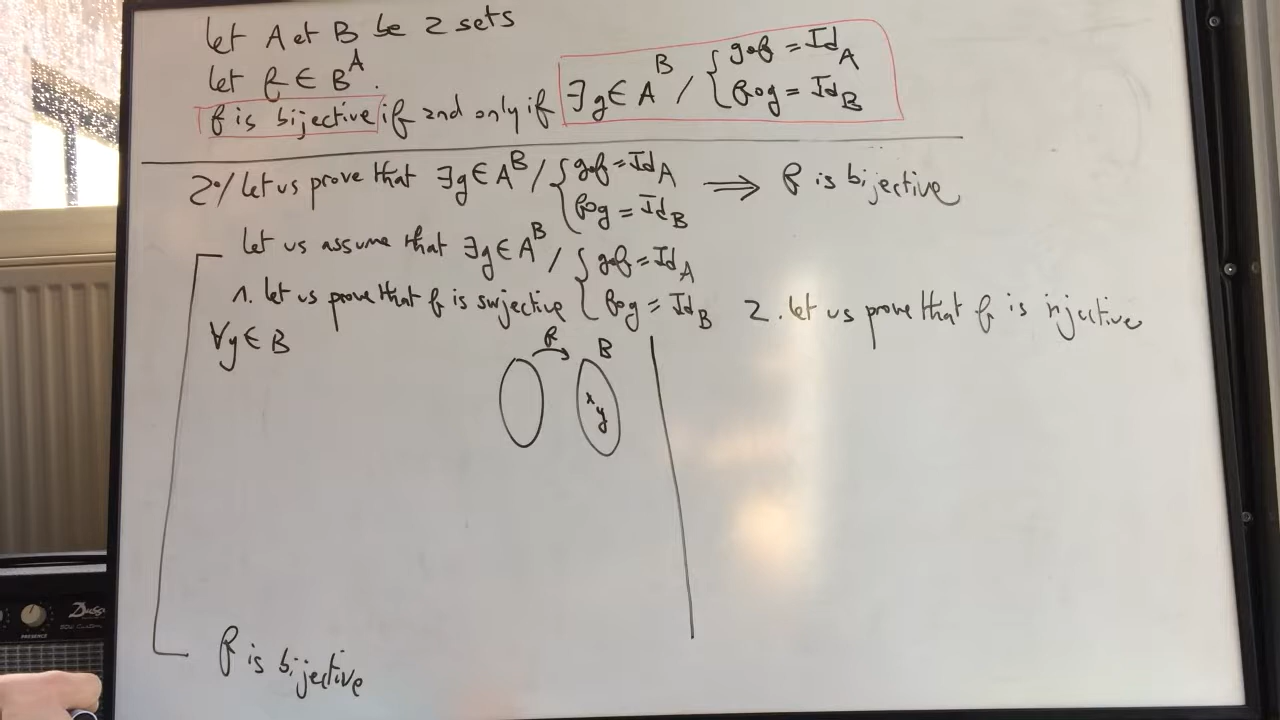 let A et B be 2 sets
let f ∈ B^A.
f is bijective if and only if ∃g ∈ A^B / { g∘f = Id_A
f∘g = Id_B
2°/ let us prove that ∃g ∈ A^B / { g∘f = Id_A ⟹ f is bijective
f∘g = Id_B
let us assume that ∃g ∈ A^B / { g∘f = Id_A
f∘g = Id_B
1. let us prove that f is surjective
∀y ∈ B
f
B
x y
2. let us prove that f is injective
f is bijective
PRESENCE